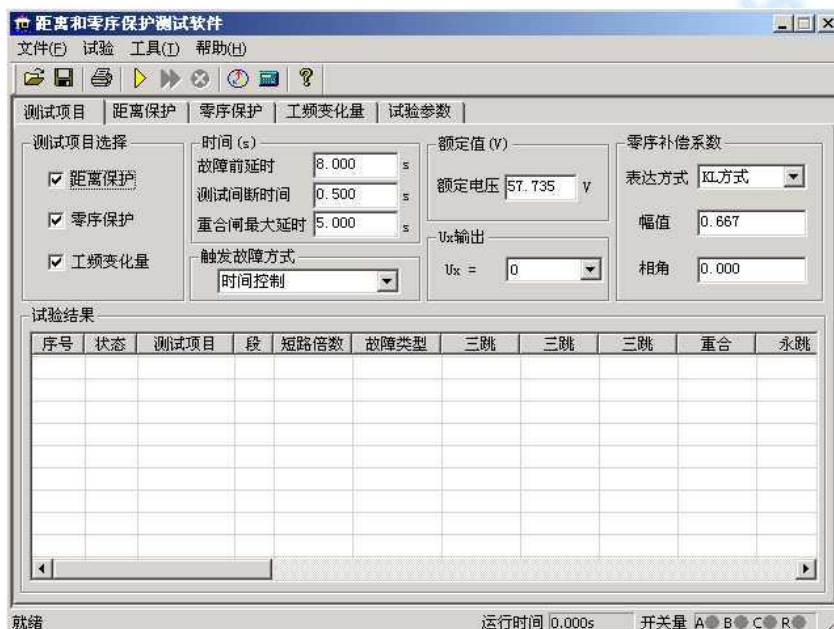 距离和零序保护测试软件
文件(F) 试验 工具(T) 帮助(H)
测试项目 距离保护 零序保护 工频变化量 试验参数
测试项目选择
距离保护
零序保护
工频变化量
时间(s)
故障前延时 8.000 s
测试间断时间 0.500 s
重合闸最大延时 5.000 s
触发故障方式
时间控制
额定值(V)
额定电压 57.735 V
Ux输出
Ux = 0
零序补偿系数
表达方式 KL方式
幅值 0.667
相角 0.000
试验结果
序号 状态 测试项目 段 短路倍数 故障类型 三跳 三跳 三跳 重合 永跳
就绪 运行时间 0.000s 开关量 A B C R